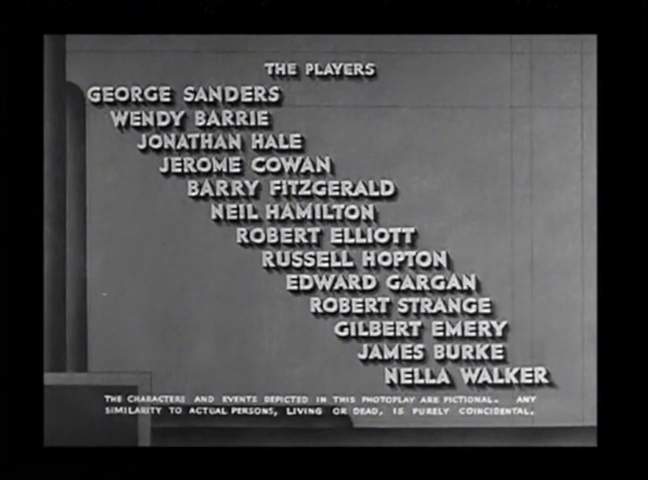 THE PLAYERS
GEORGE SANDERS
WENDY BARRIE
JONATHAN HALE
JEROME COWAN
BARRY FITZGERALD
NEIL HAMILTON
ROBERT ELLIOTT
RUSSELL HOPTON
EDWARD GARGAN
ROBERT STRANGE
GILBERT EMERY
JAMES BURKE
NELLA WALKER
THE CHARACTERS AND EVENTS DEPICTED IN THIS PHOTOPLAY ARE FICTIONAL. ANY
SIMILARITY TO ACTUAL PERSONS, LIVING OR DEAD, IS PURELY COINCIDENTAL.